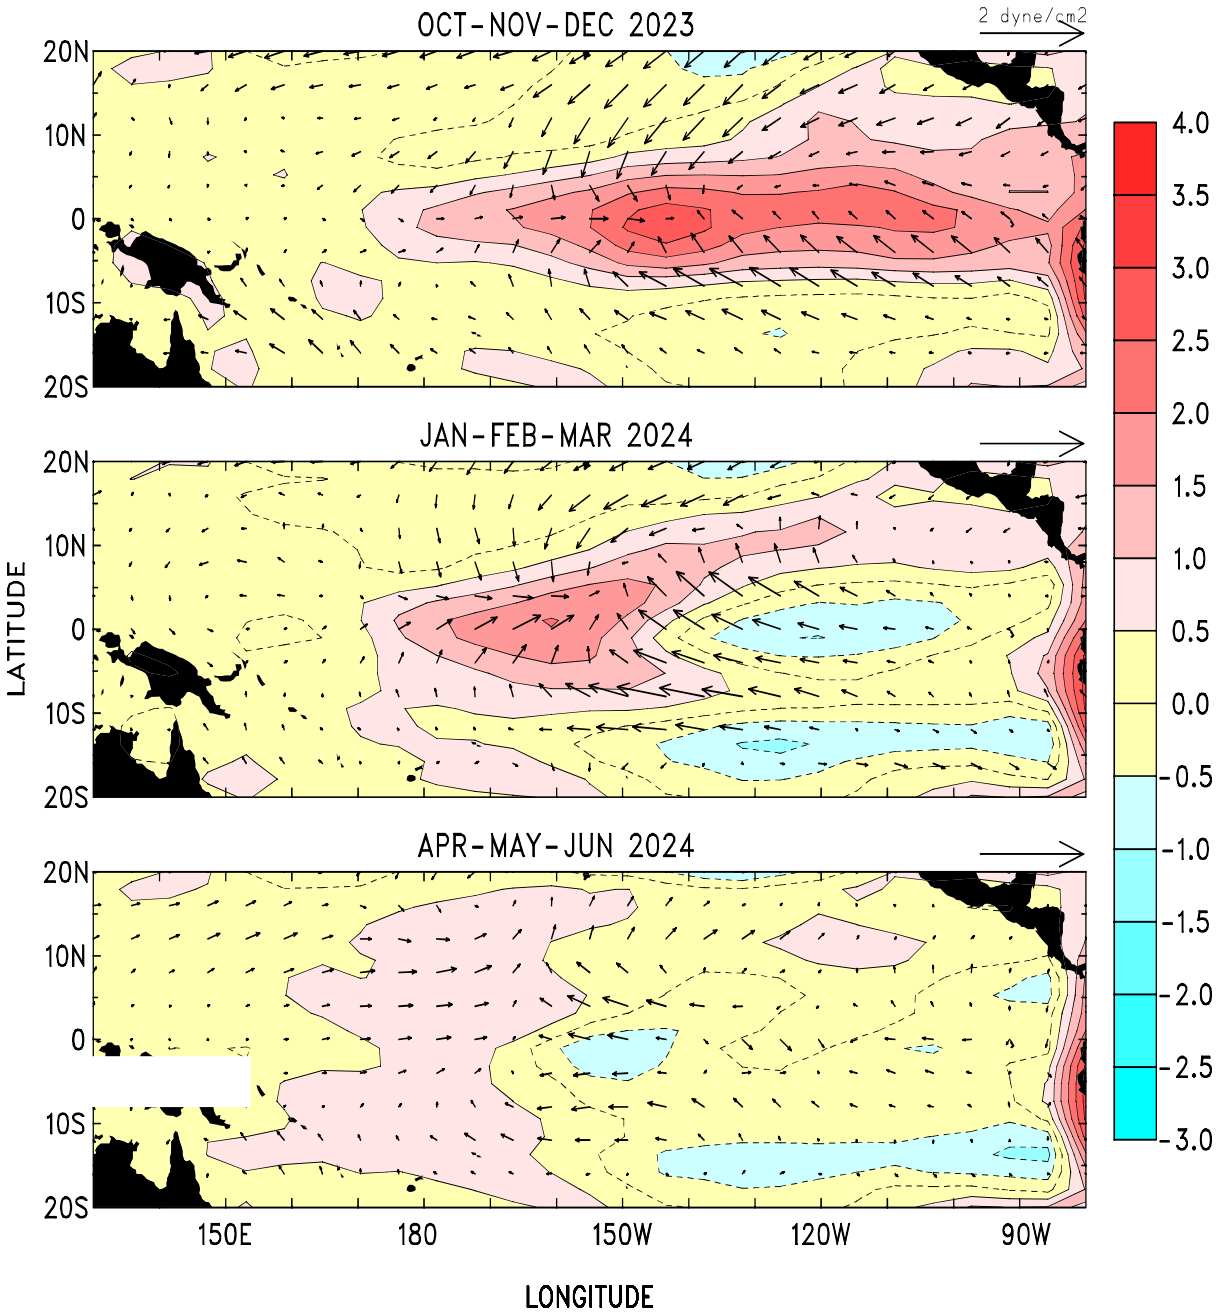 OCT-NOV-DEC 2023
2 dyne/cm2
20N
10N
0
10S
20S
JAN-FEB-MAR 2024
20N
10N
0
10S
20S
APR-MAY-JUN 2024
20N
10N
0
10S
20S
150E 180 150W 120W 90W
LATITUDE
LONGITUDE
4.0
3.5
3.0
2.5
2.0
1.5
1.0
0.5
0.0
-0.5
-1.0
-1.5
-2.0
-2.5
-3.0